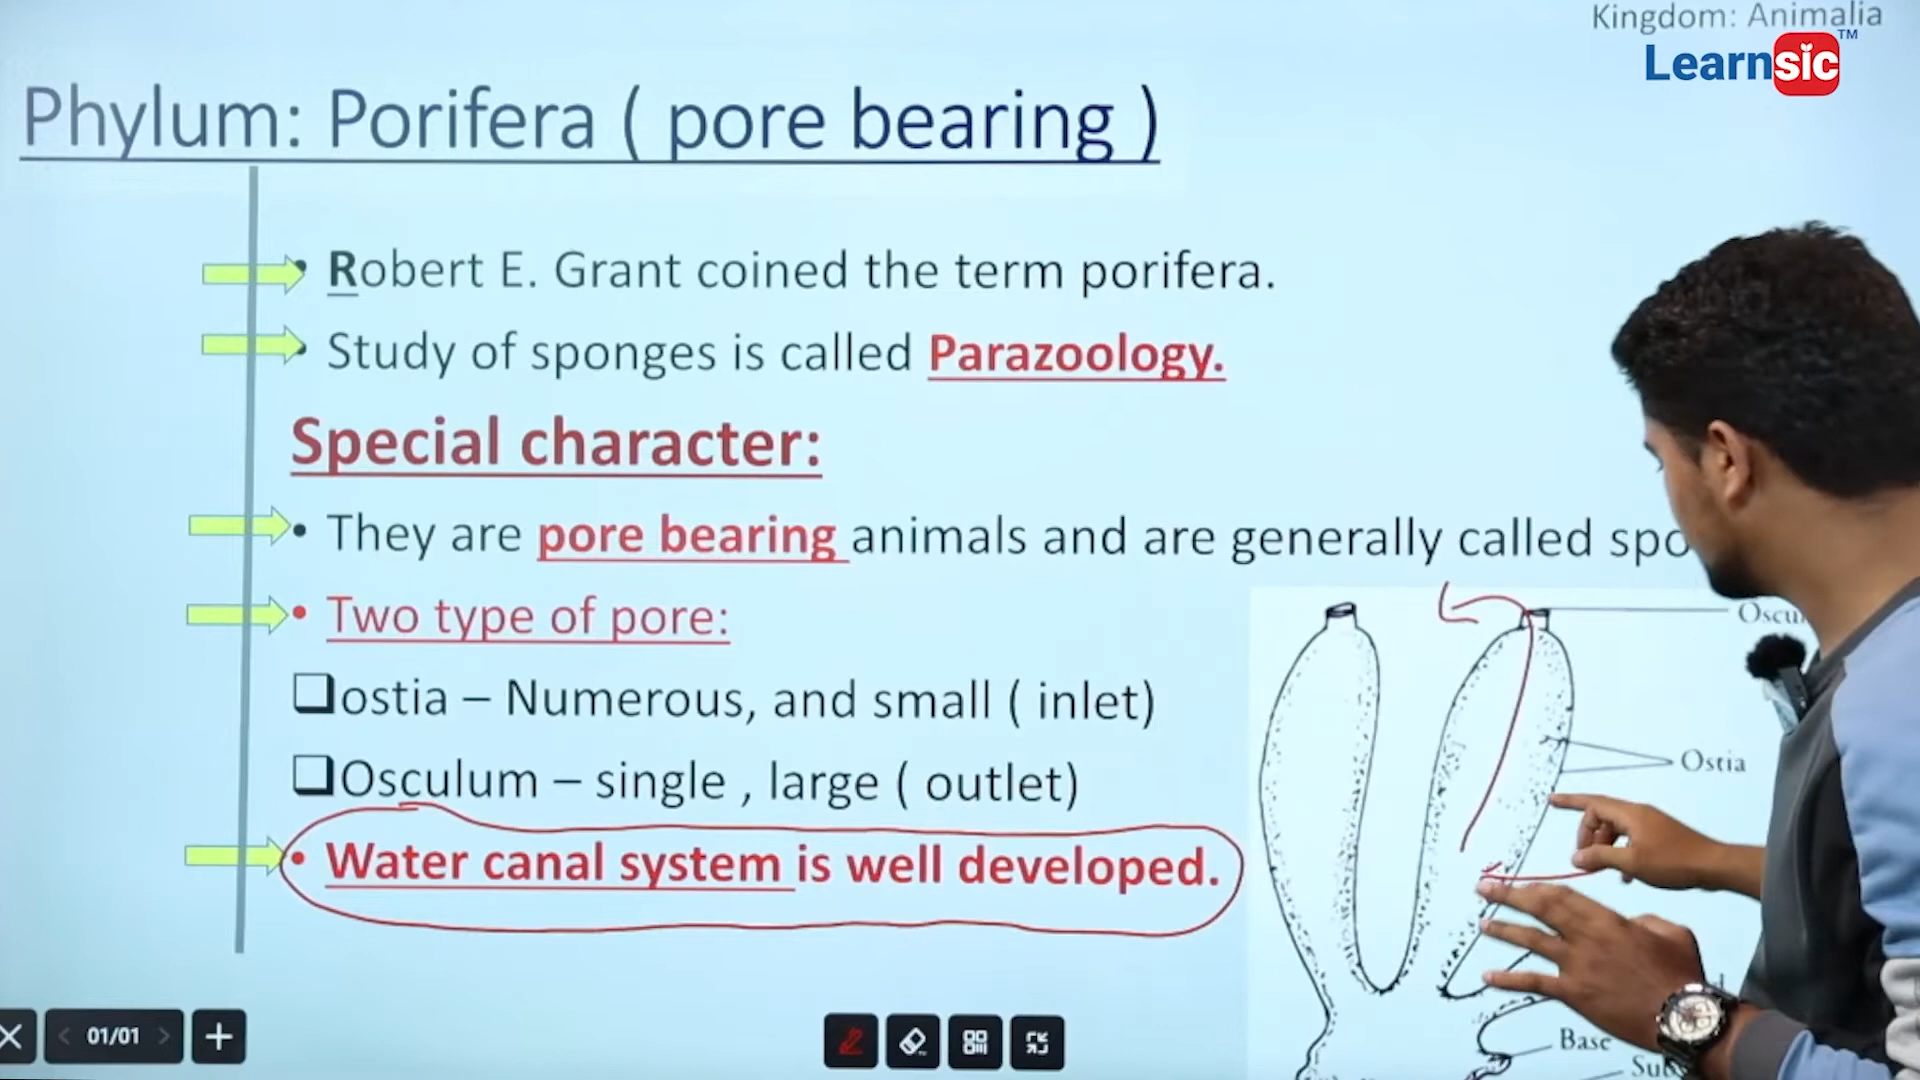 Kingdom: Animalia
Learnsic™
Phylum: Porifera ( pore bearing )
• Robert E. Grant coined the term porifera.
• Study of sponges is called Parazoology.
Special character:
• They are pore bearing animals and are generally called
• Two type of pore:
❑ostia – Numerous, and small ( inlet)
❑Osculum – single , large ( outlet)
• Water canal system is well developed.
Ostia
Base
01/01